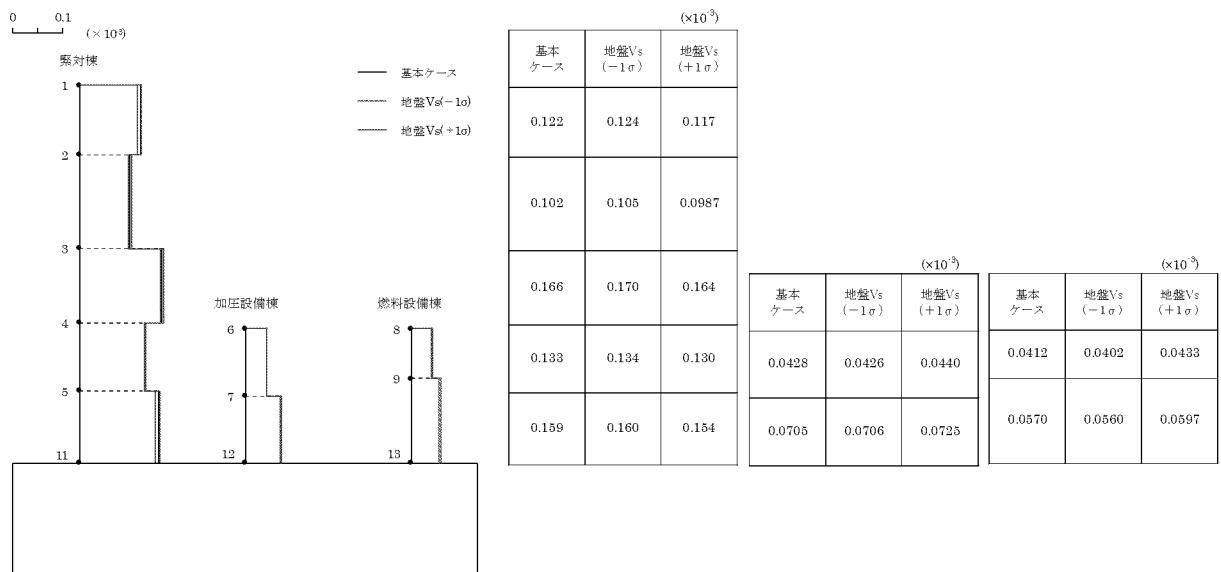 0 0.1
(×10⁻³)
緊対棟
1
2
3
4
5
11
加圧設備棟
6
7
12
燃料設備棟
8
9
13
基本ケース
地盤Vs(−1σ)
地盤Vs(+1σ)
(×10⁻³)
基本
ケース
地盤Vs
(−1σ)
地盤Vs
(+1σ)
0.122 0.124 0.117
0.102 0.105 0.0987
0.166 0.170 0.164
0.133 0.134 0.130
0.159 0.160 0.154
(×10⁻³)
基本
ケース
地盤Vs
(−1σ)
地盤Vs
(+1σ)
0.0428 0.0426 0.0440
0.0705 0.0706 0.0725
(×10⁻³)
基本
ケース
地盤Vs
(−1σ)
地盤Vs
(+1σ)
0.0412 0.0402 0.0433
0.0570 0.0560 0.0597